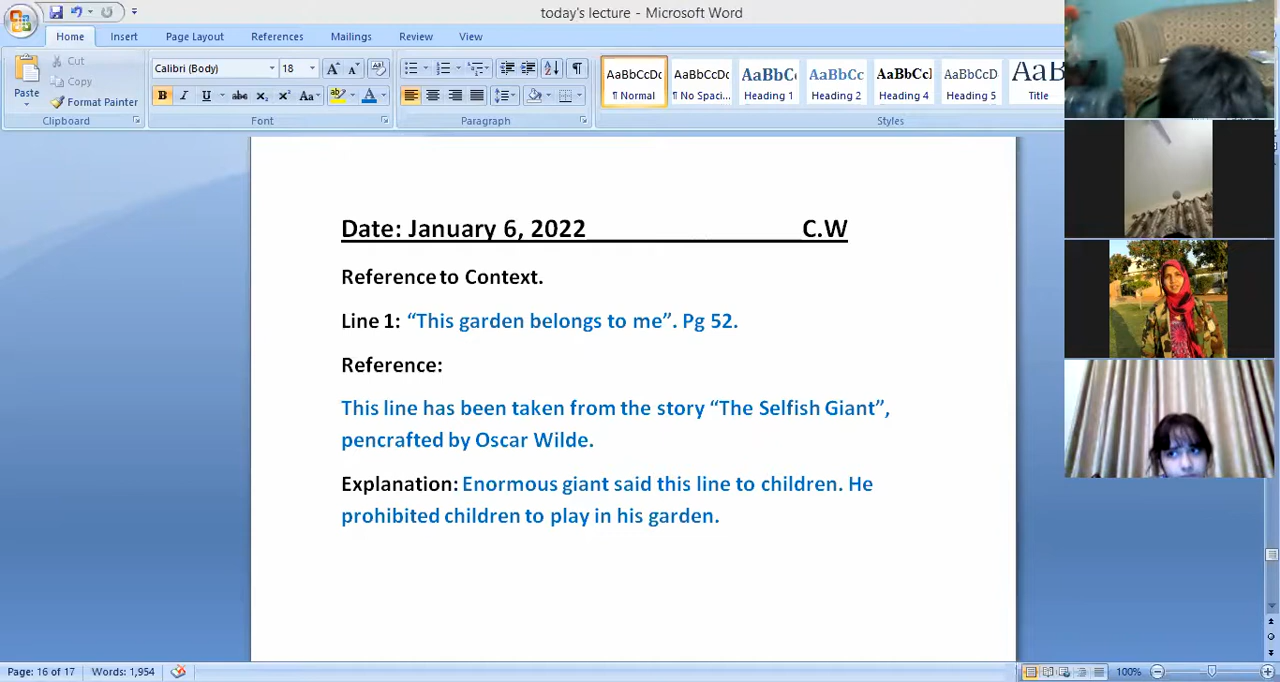 today's lecture - Microsoft Word
Home Insert Page Layout References Mailings Review View
Paste
Cut
Copy
Format Painter
Clipboard
Calibri (Body) 18
Font
Paragraph
AaBbCcDc AaBbCcDc AaBbC AaBbCc AaBbCcI AaBbCcD AaB
¶ Normal ¶ No Spaci... Heading 1 Heading 2 Heading 4 Heading 5 Title
Styles
Date: January 6, 2022 C.W
Reference to Context.
Line 1: “This garden belongs to me”. Pg 52.
Reference:
This line has been taken from the story “The Selfish Giant”,
pencrafted by Oscar Wilde.
Explanation: Enormous giant said this line to children. He
prohibited children to play in his garden.
Page: 16 of 17 Words: 1,954 100%